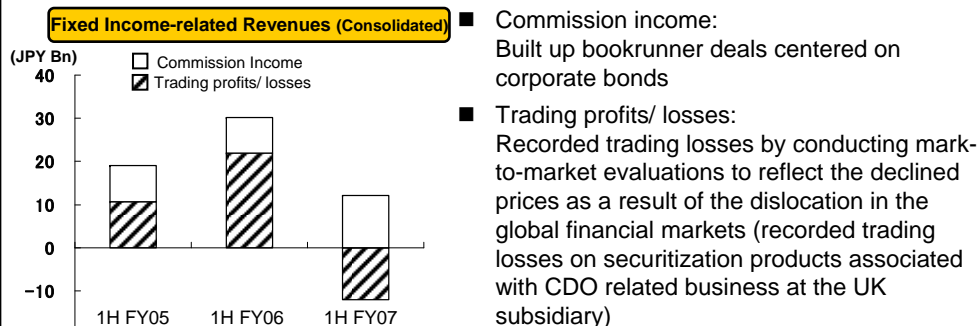 Fixed Income-related Revenues (Consolidated)
(JPY Bn)
Commission Income
Trading profits/ losses
40
30
20
10
0
−10
1H FY05 1H FY06 1H FY07
■ Commission income:
Built up bookrunner deals centered on
corporate bonds
■ Trading profits/ losses:
Recorded trading losses by conducting mark-
to-market evaluations to reflect the declined
prices as a result of the dislocation in the
global financial markets (recorded trading
losses on securitization products associated
with CDO related business at the UK
subsidiary)